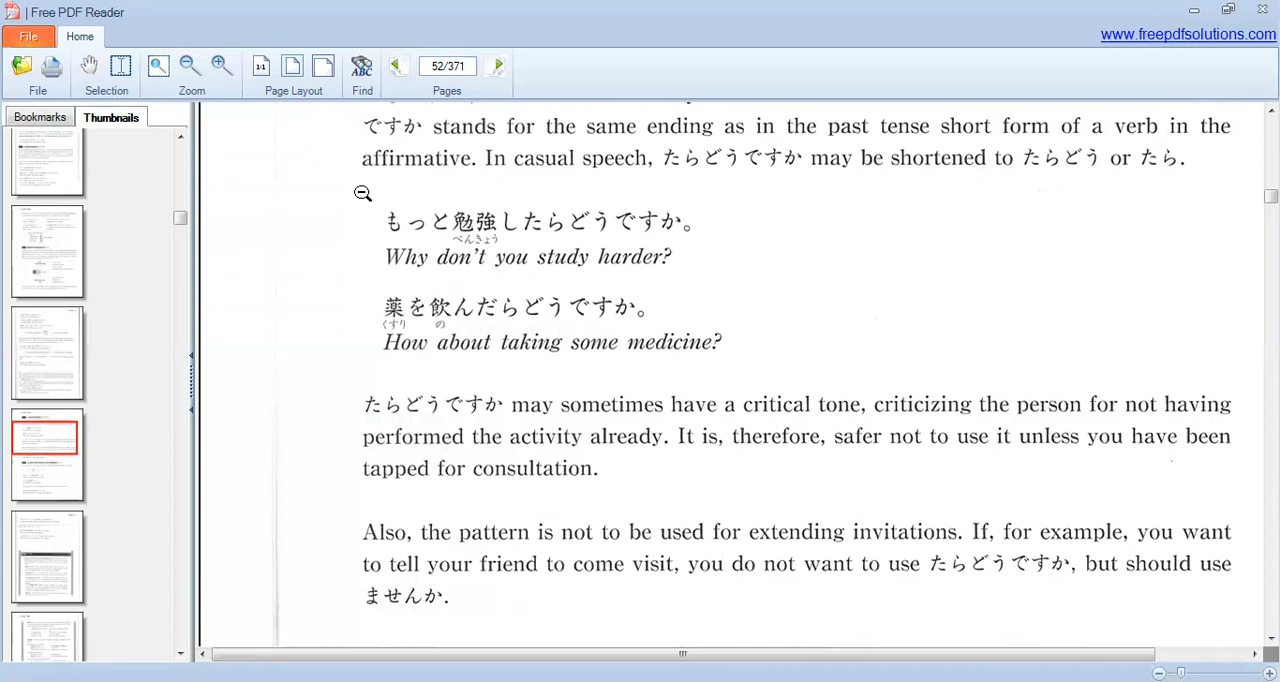 Free PDF Reader
File Home
www.freepdfsolutions.com
ABC
52/371
File Selection Zoom Page Layout Find Pages
Bookmarks Thumbnails
ですか stands for the same ending as in the past tense short form of a verb in the
affirmative. In casual speech, たらどうですか may be shortened to たらどう or たら.
もっと勉強したらどうですか。
べんきょう
Why don't you study harder?
薬を飲んだらどうですか。
くすり の
How about taking some medicine?
たらどうですか may sometimes have a critical tone, criticizing the person for not having
performed the activity already. It is, therefore, safer not to use it unless you have been
tapped for consultation.
Also, the pattern is not to be used for extending invitations. If, for example, you want
to tell your friend to come visit, you do not want to use たらどうですか, but should use
ませんか.